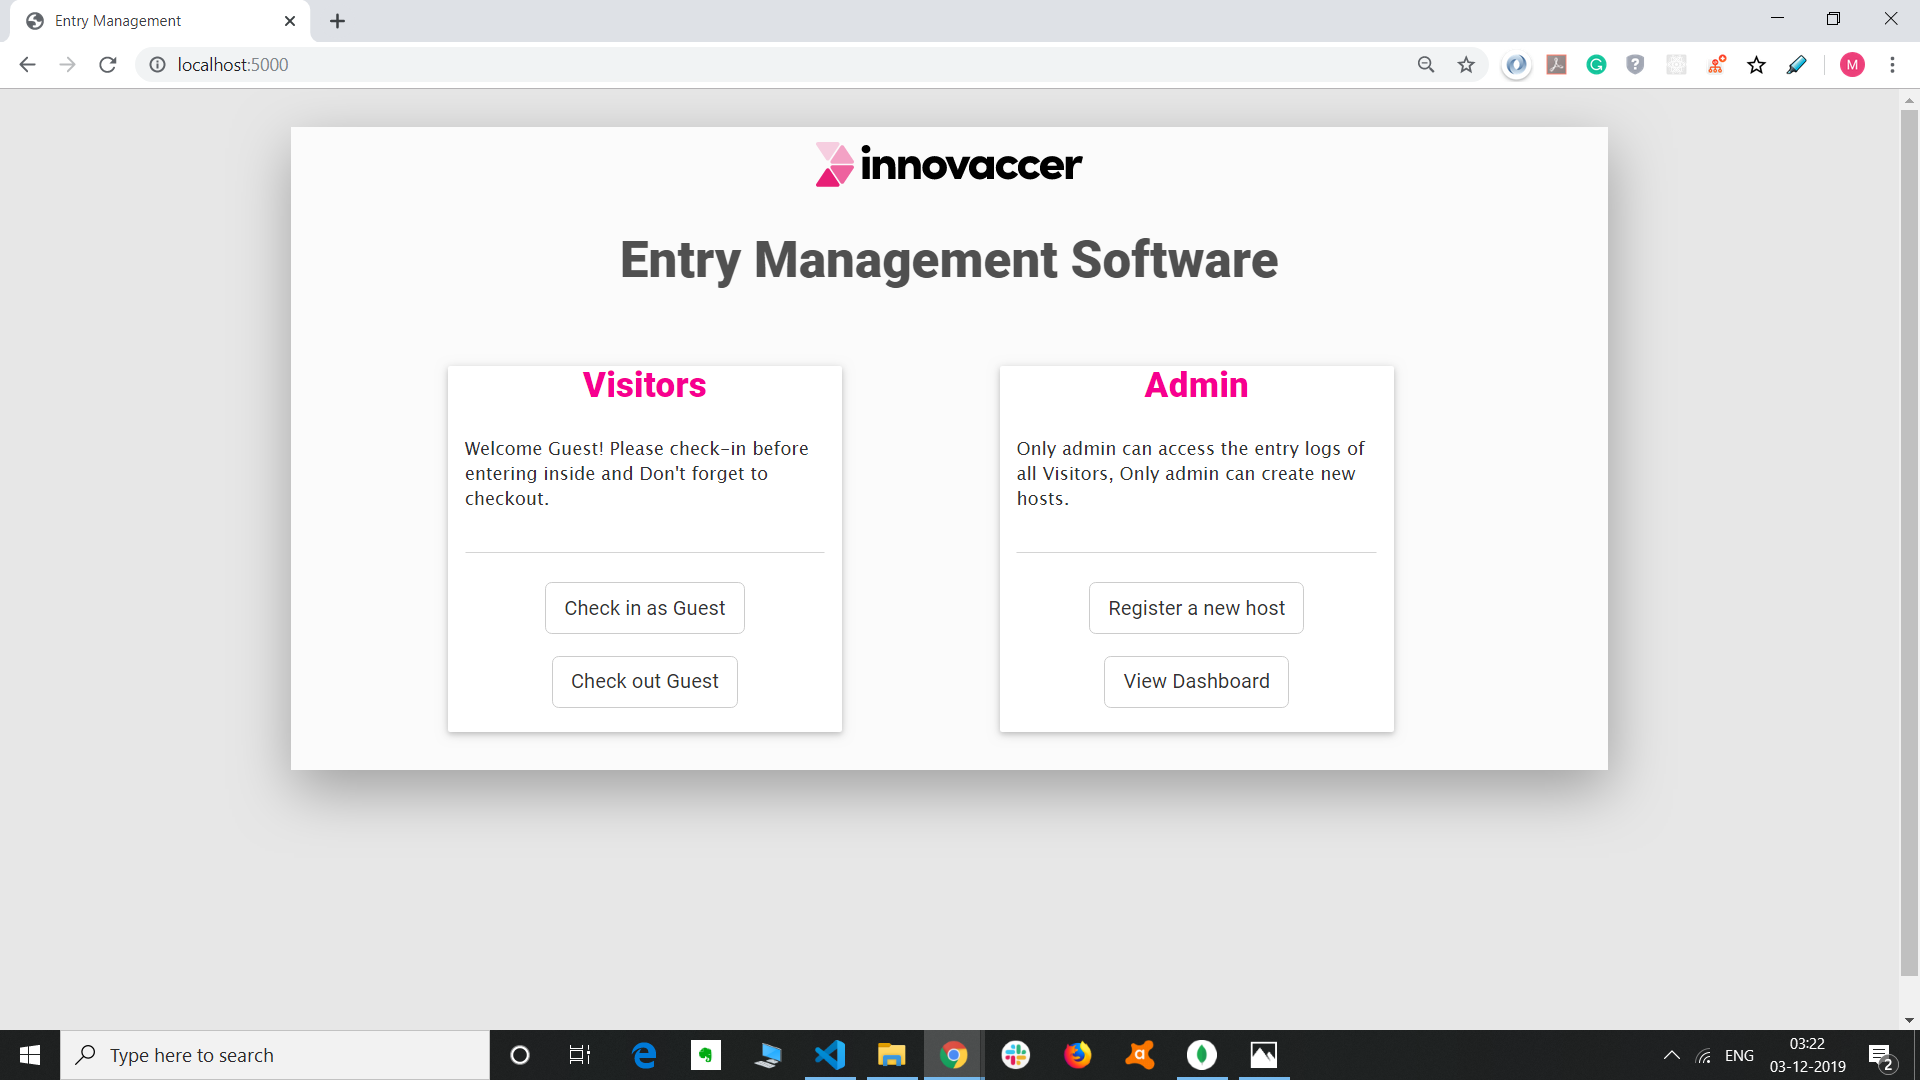 Entry Management
localhost:5000
M
innovaccer
Entry Management Software
Visitors
Welcome Guest! Please check-in before
entering inside and Don't forget to
checkout.
Check in as Guest
Check out Guest
Admin
Only admin can access the entry logs of
all Visitors, Only admin can create new
hosts.
Register a new host
View Dashboard
Type here to search
ENG
03:22
03-12-2019
2